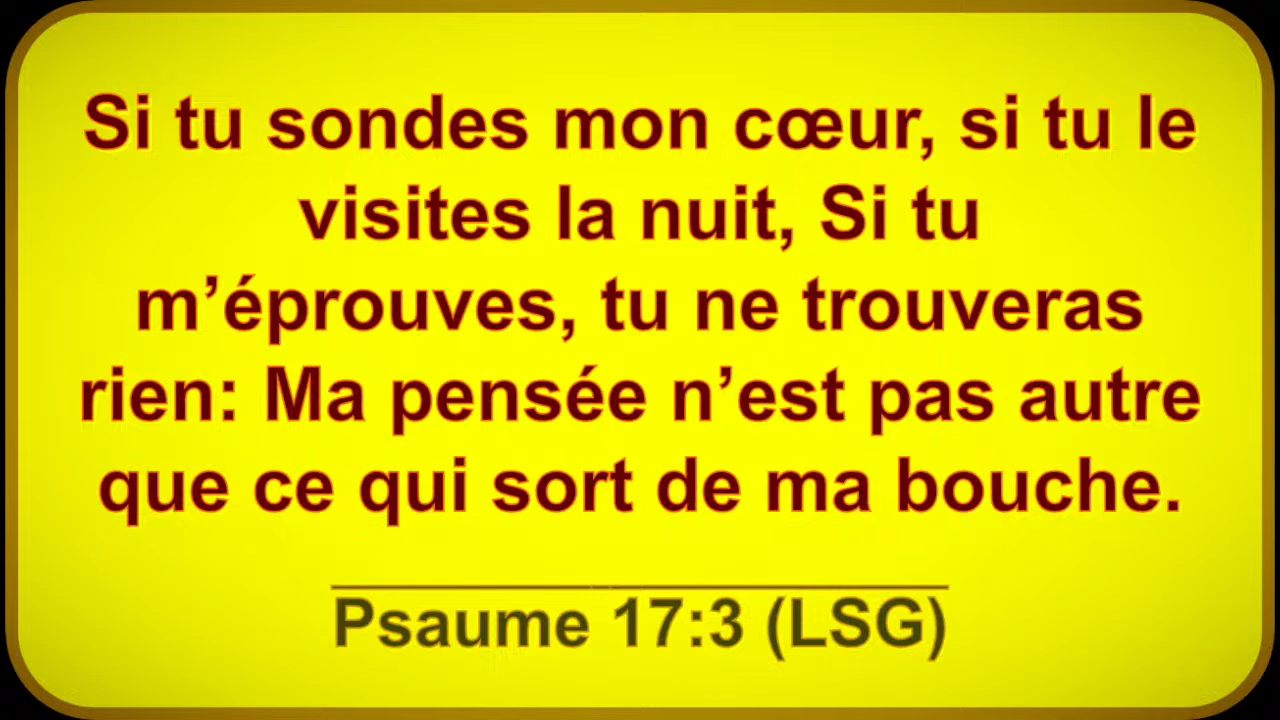 Si tu sondes mon cœur, si tu le
visites la nuit, Si tu
m’éprouves, tu ne trouveras
rien: Ma pensée n’est pas autre
que ce qui sort de ma bouche.
Psaume 17:3 (LSG)